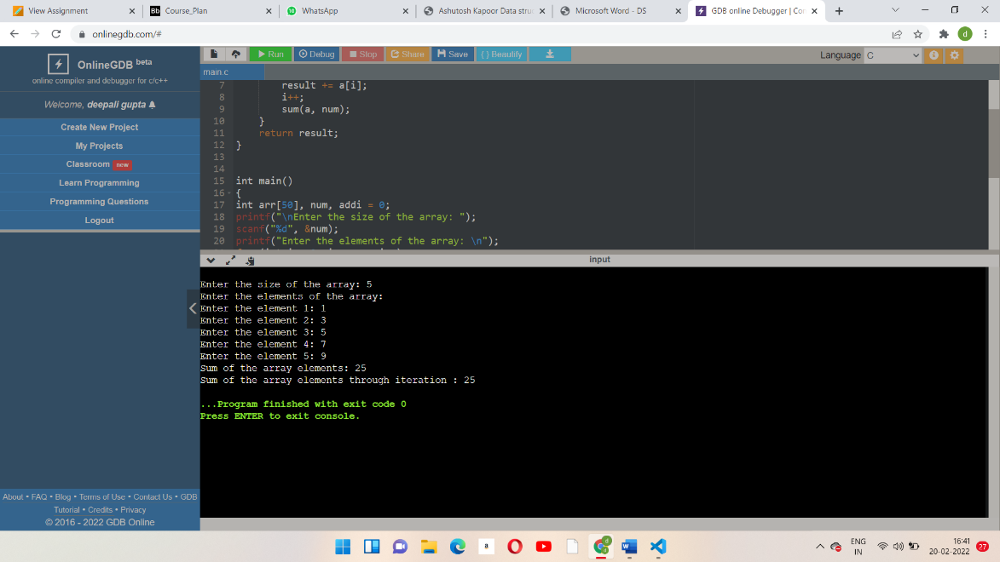 View Assignment
Bb Course_Plan
10 WhatsApp
Ashutosh Kapoor Data stru
Microsoft Word - DS
GDB online Debugger | Co
onlinegdb.com/#
d
OnlineGDB beta
online compiler and debugger for c/c++
Welcome, deepali gupta
Create New Project
My Projects
Classroom new
Learn Programming
Programming Questions
Logout
Run Debug Stop Share Save {} Beautify
Language C
main.c
7 result += a[i];
8 i++;
9 sum(a, num);
10 }
11 return result;
12 }
13
14
15 int main()
16 {
17 int arr[50], num, addi = 0;
18 printf("\nEnter the size of the array: ");
19 scanf("%d", &num);
20 printf("Enter the elements of the array: \n");
input
Enter the size of the array: 5
Enter the elements of the array:
Enter the element 1: 1
Enter the element 2: 3
Enter the element 3: 5
Enter the element 4: 7
Enter the element 5: 9
Sum of the array elements: 25
Sum of the array elements through iteration : 25
...Program finished with exit code 0
Press ENTER to exit console.
About • FAQ • Blog • Terms of Use • Contact Us • GDB
Tutorial • Credits • Privacy
© 2016 - 2022 GDB Online
a
ENG
IN
16:41
20-02-2022
27